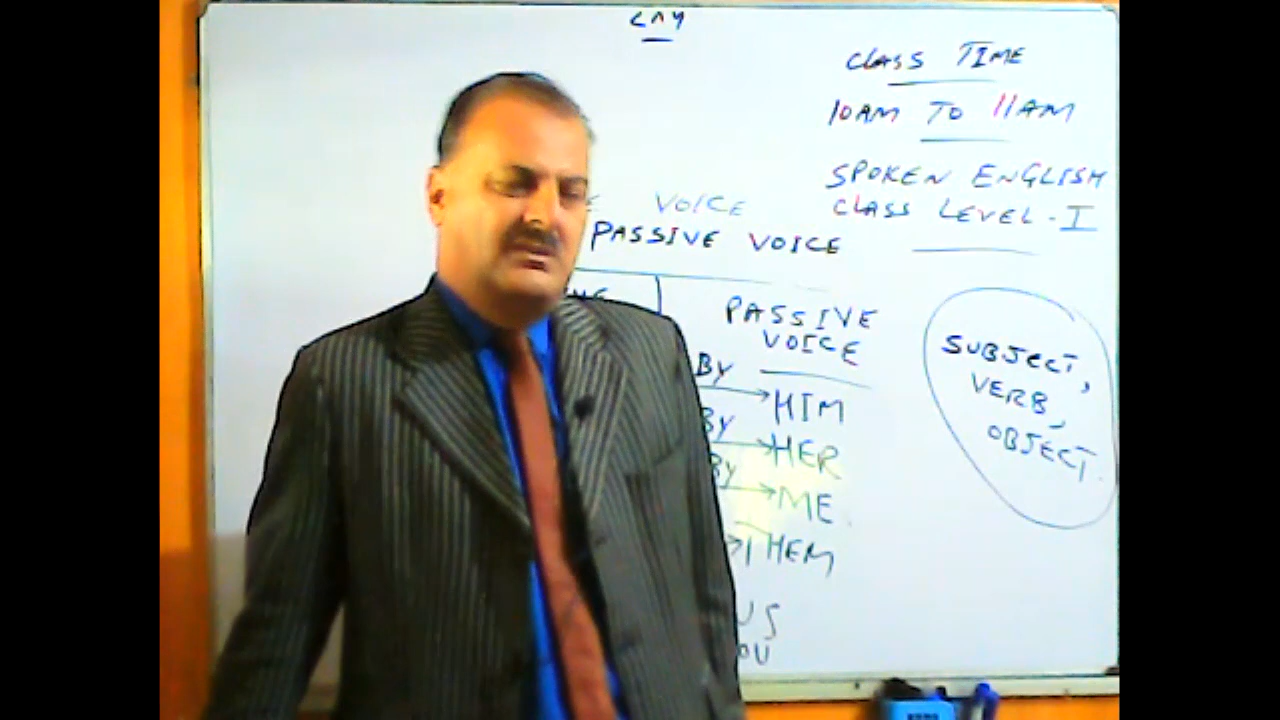 CLASS TIME
10AM TO 11AM
SPOKEN ENGLISH
CLASS LEVEL - I
VOICE
PASSIVE VOICE
PASSIVE
VOICE
BY HIM
BY HER
BY ME
THEM
US
SUBJECT,
VERB,
OBJECT.